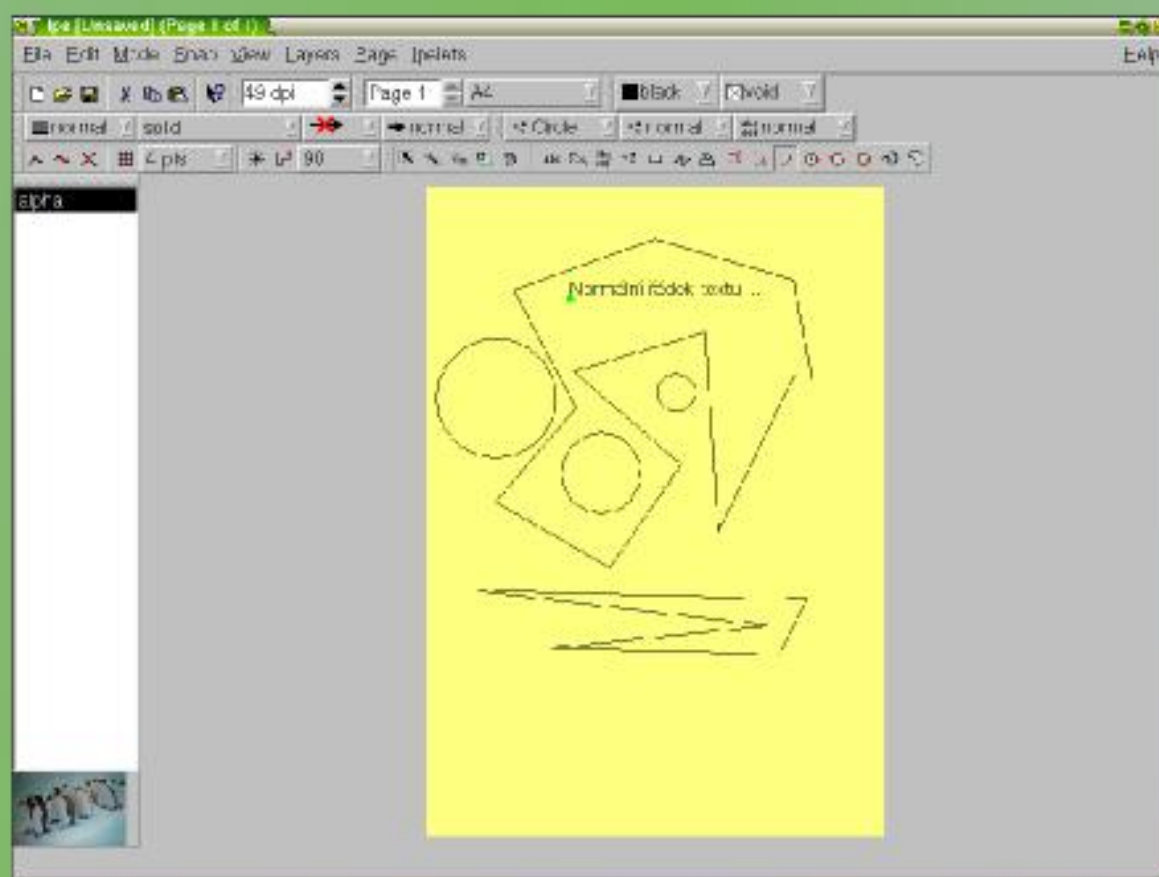 Ipe [Unsaved] (Page 1 of 1)
File Edit Mode Snap View Layers Page Ipelets Help
49 dpi Page 1 A4 black void
normal solid normal Circle normal normal
4 pts 90
alpha
Normální řádek textu ...